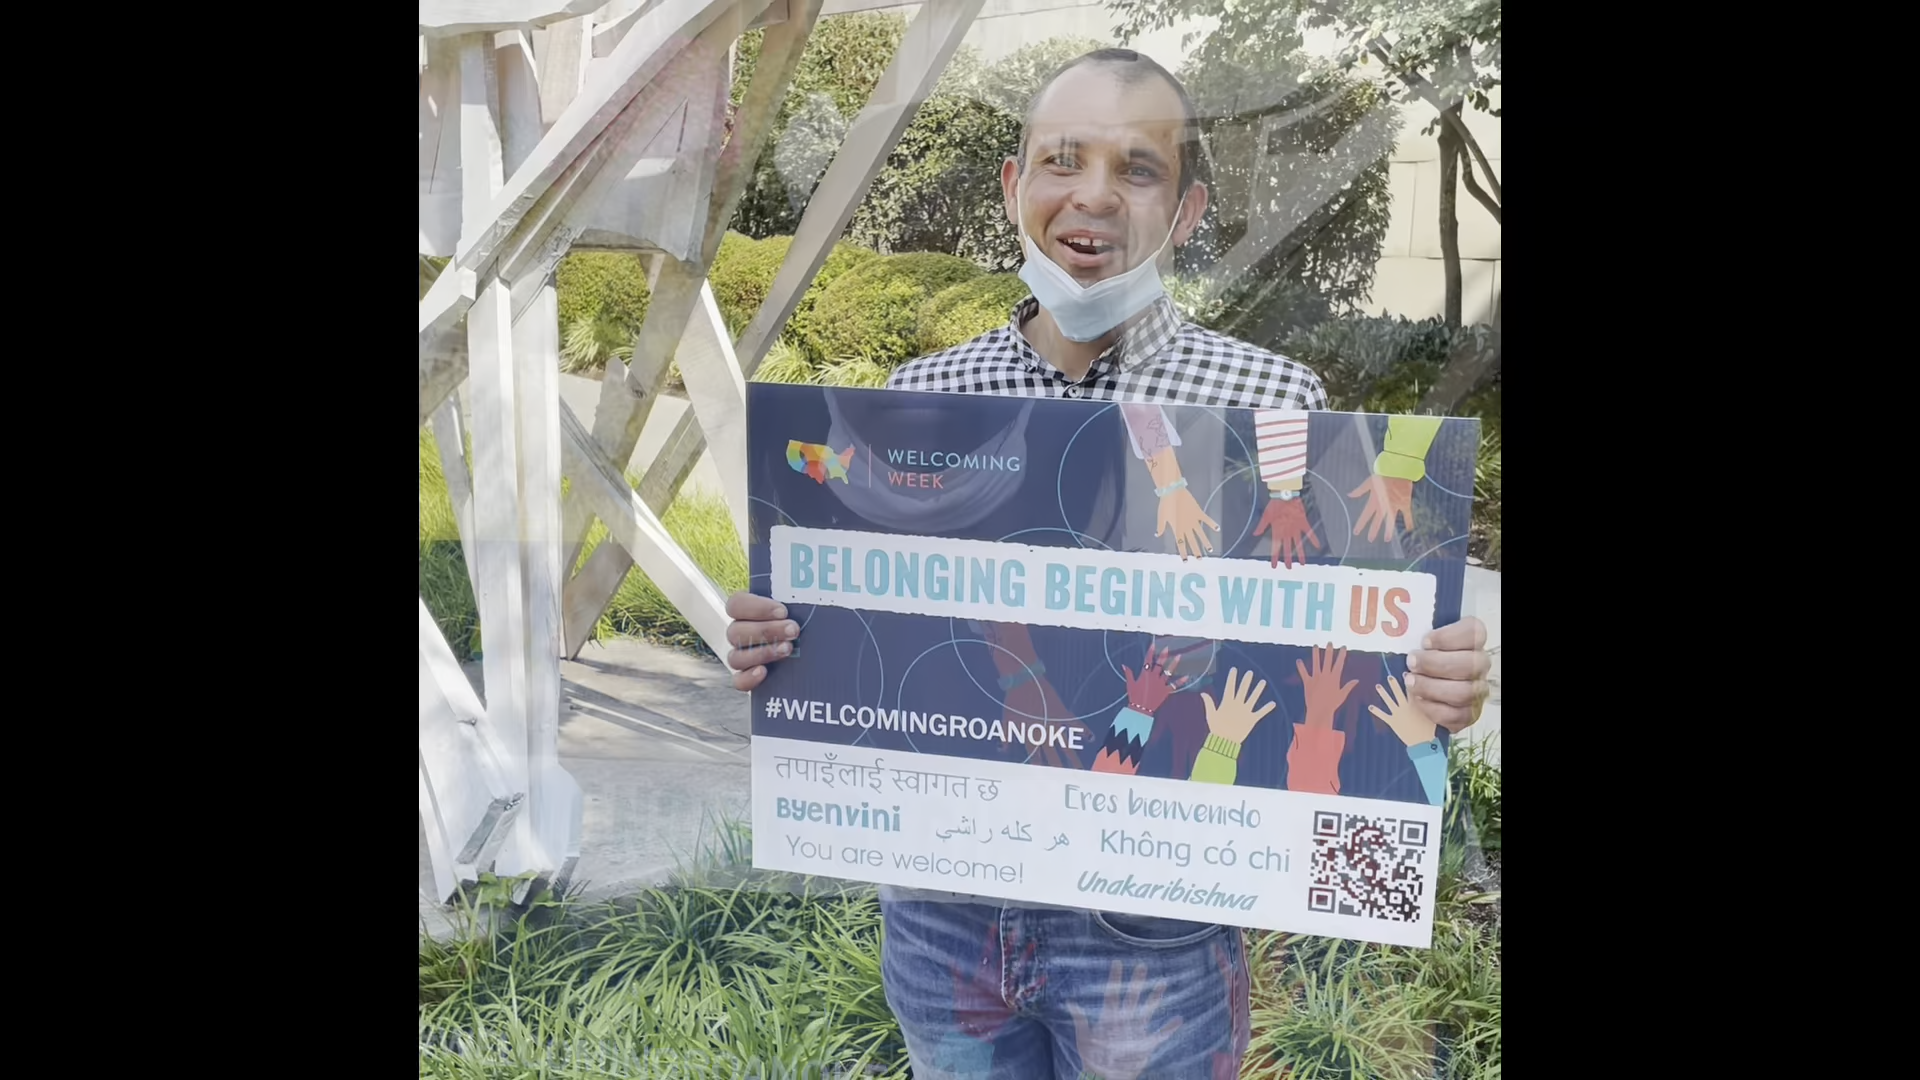 WELCOMING
WEEK
BELONGING BEGINS WITH US
#WELCOMINGROANOKE
तपाइँलाई स्वागत छ
Eres bienvenido
Byenvini
هر کله راشي
Không có chi
You are welcome!
Unakaribishwa